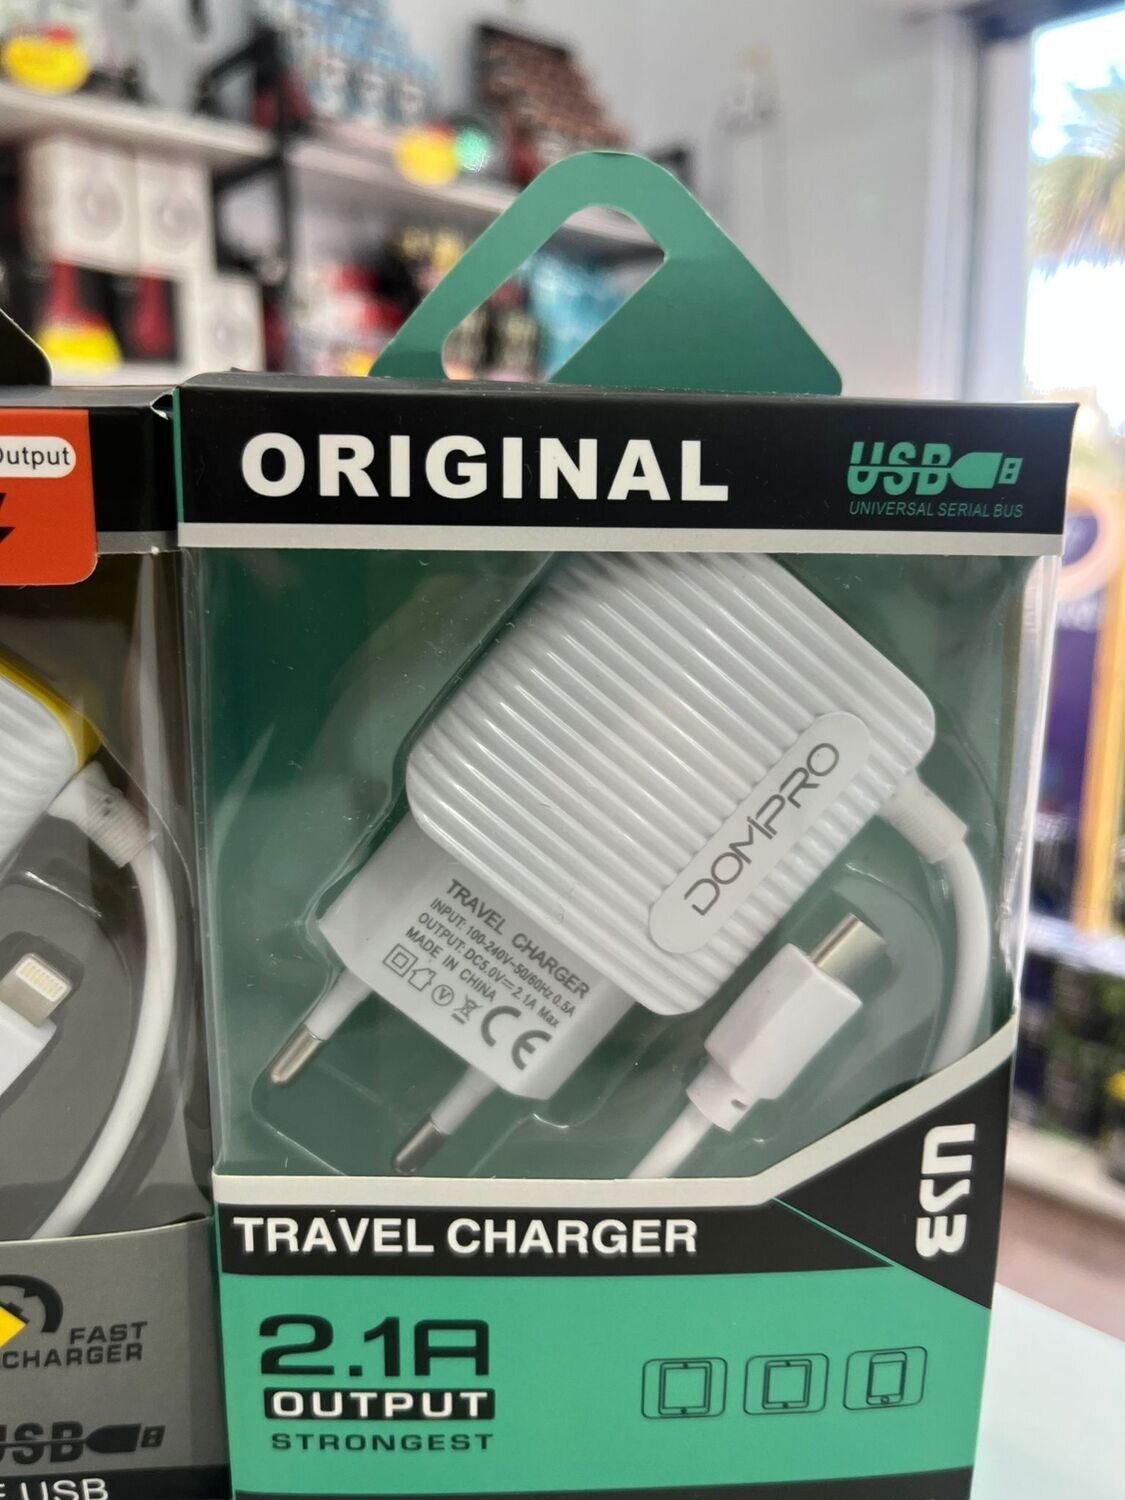 ORIGINAL
USB
UNIVERSAL SERIAL BUS
Output
DOMPRO
TRAVEL CHARGER
INPUT: 100-240V~50/60Hz 0.5A
OUTPUT: DC5.0V⎓2.1A Max
MADE IN CHINA
V
CE
USB
TRAVEL CHARGER
2.1A
OUTPUT
STRONGEST
FAST
CHARGER
USB
USB